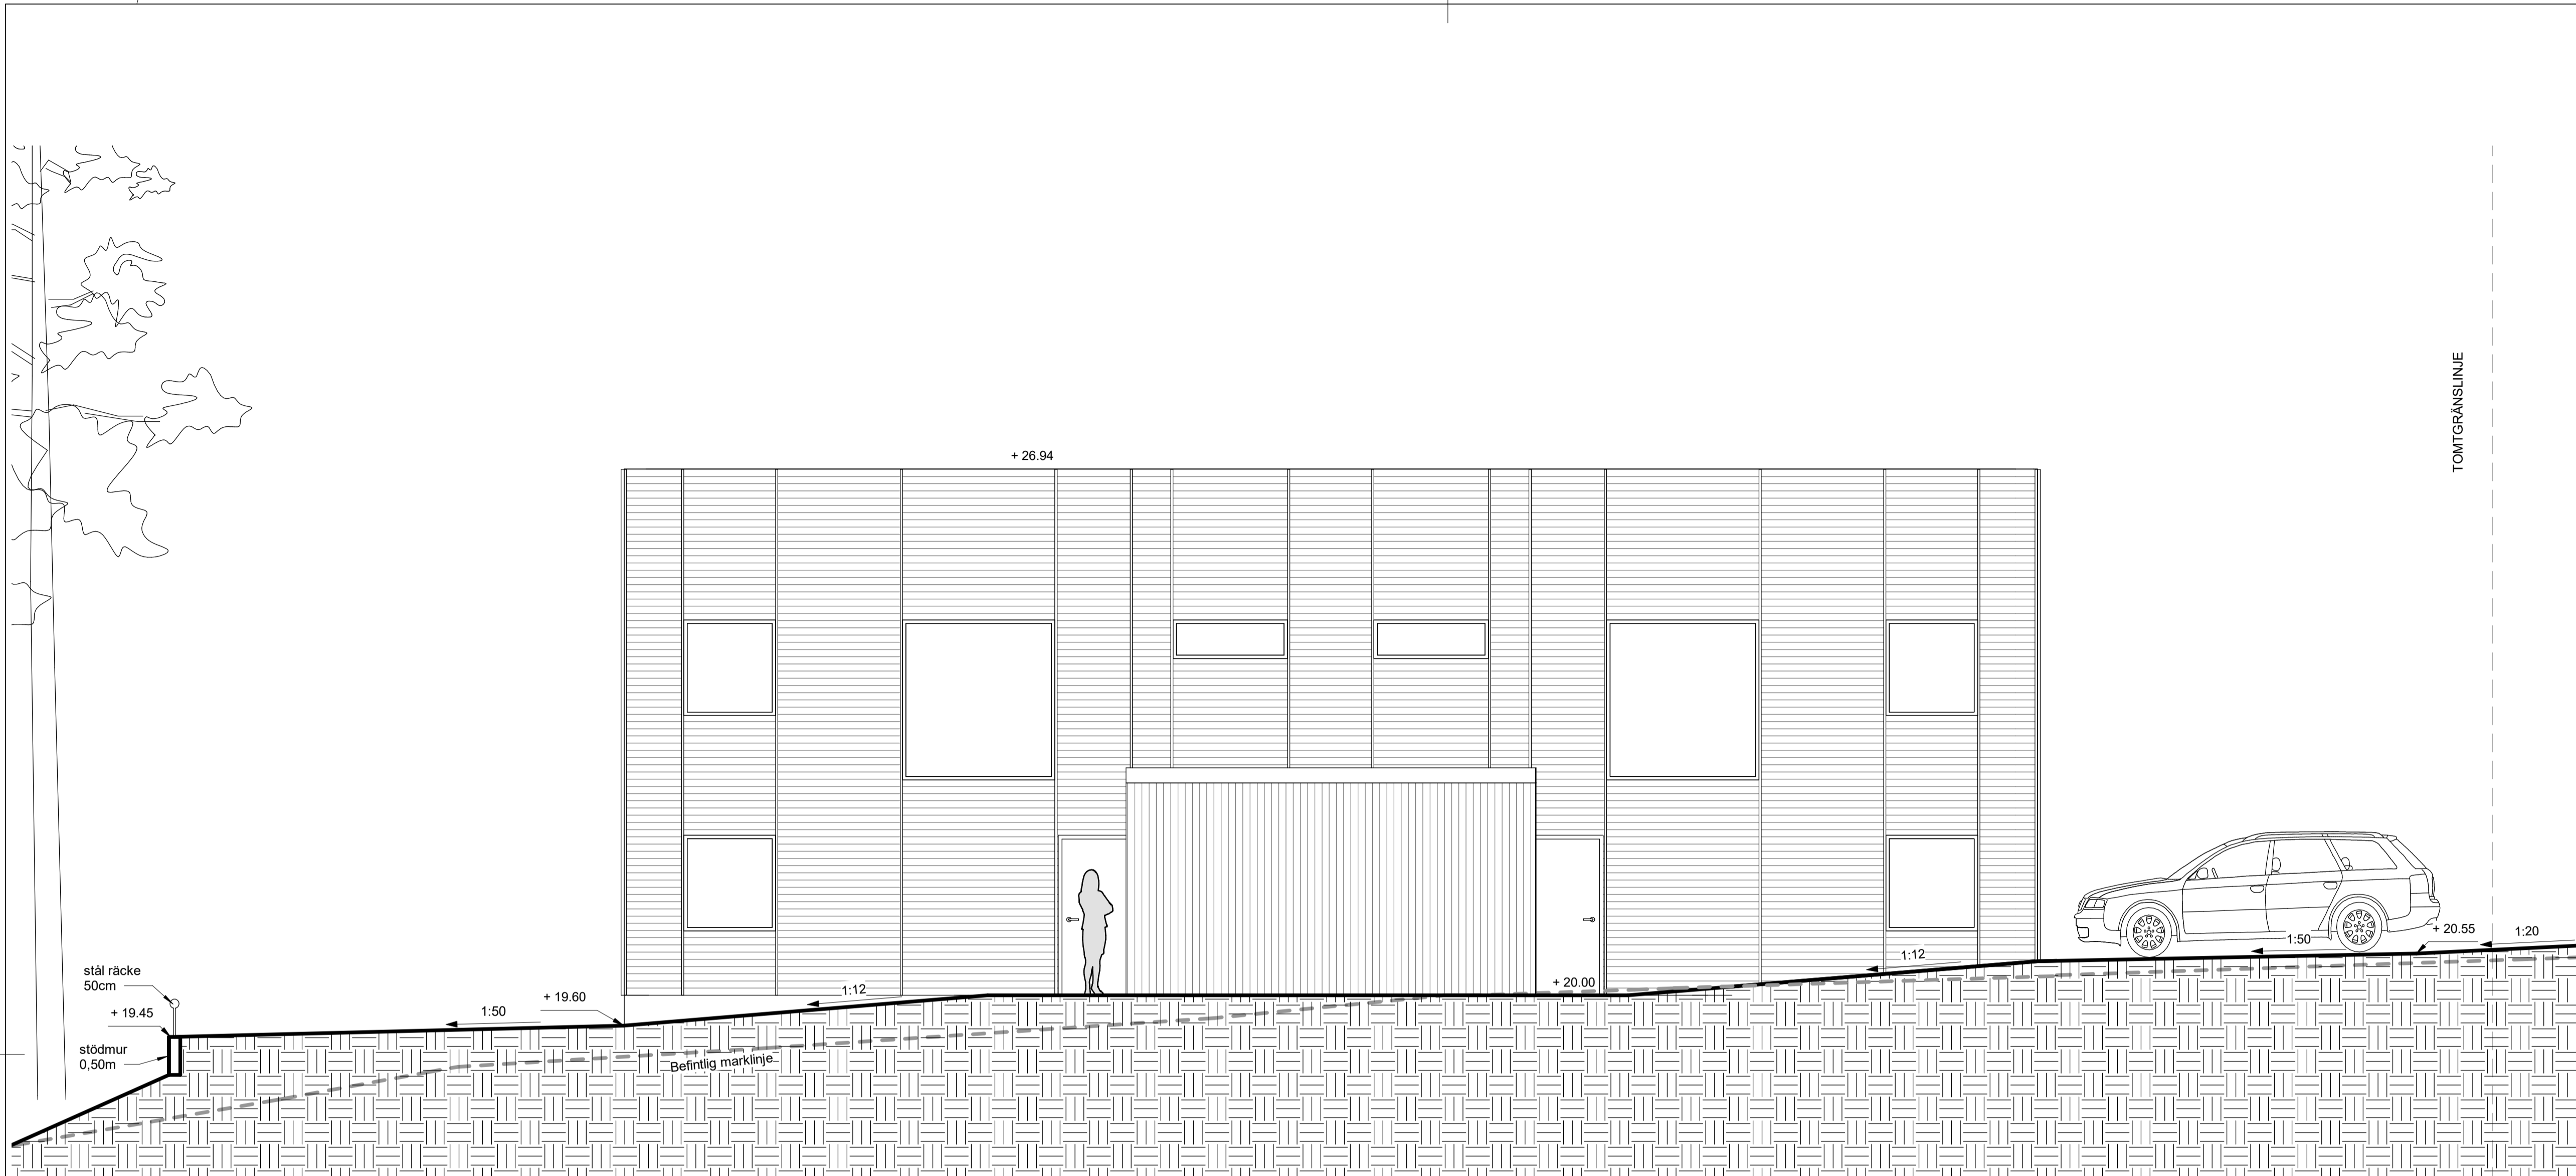 TOMTGRÄNSLINJE
+ 26.94
stål räcke
50cm
+ 19.45
stödmur
0,50m
1:50
+ 19.60
1:12
Befintlig marklinje
+ 20.00
1:12
1:50
+ 20.55
1:20